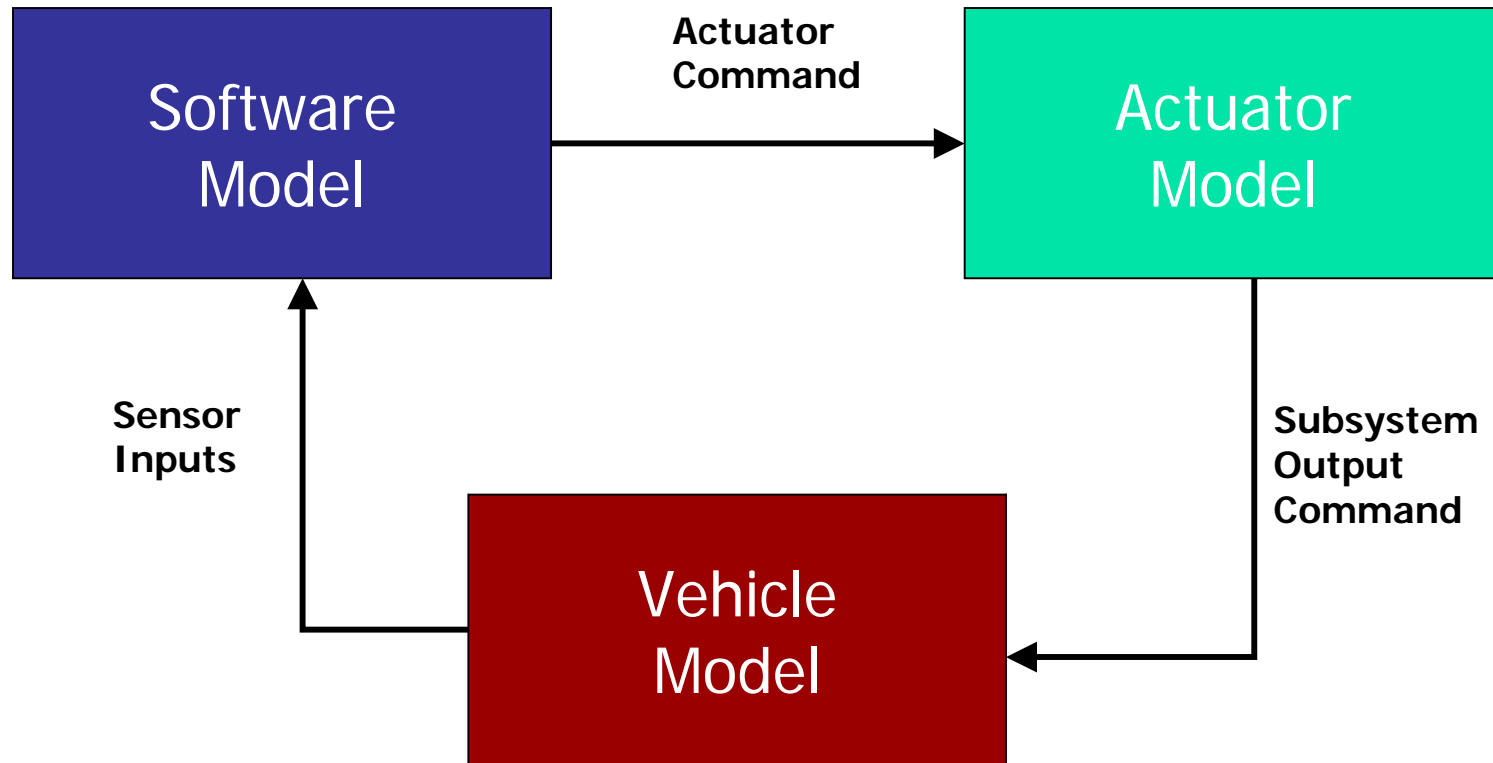 Software
Model
Actuator
Command
Actuator
Model
Sensor
Inputs
Subsystem
Output
Command
Vehicle
Model